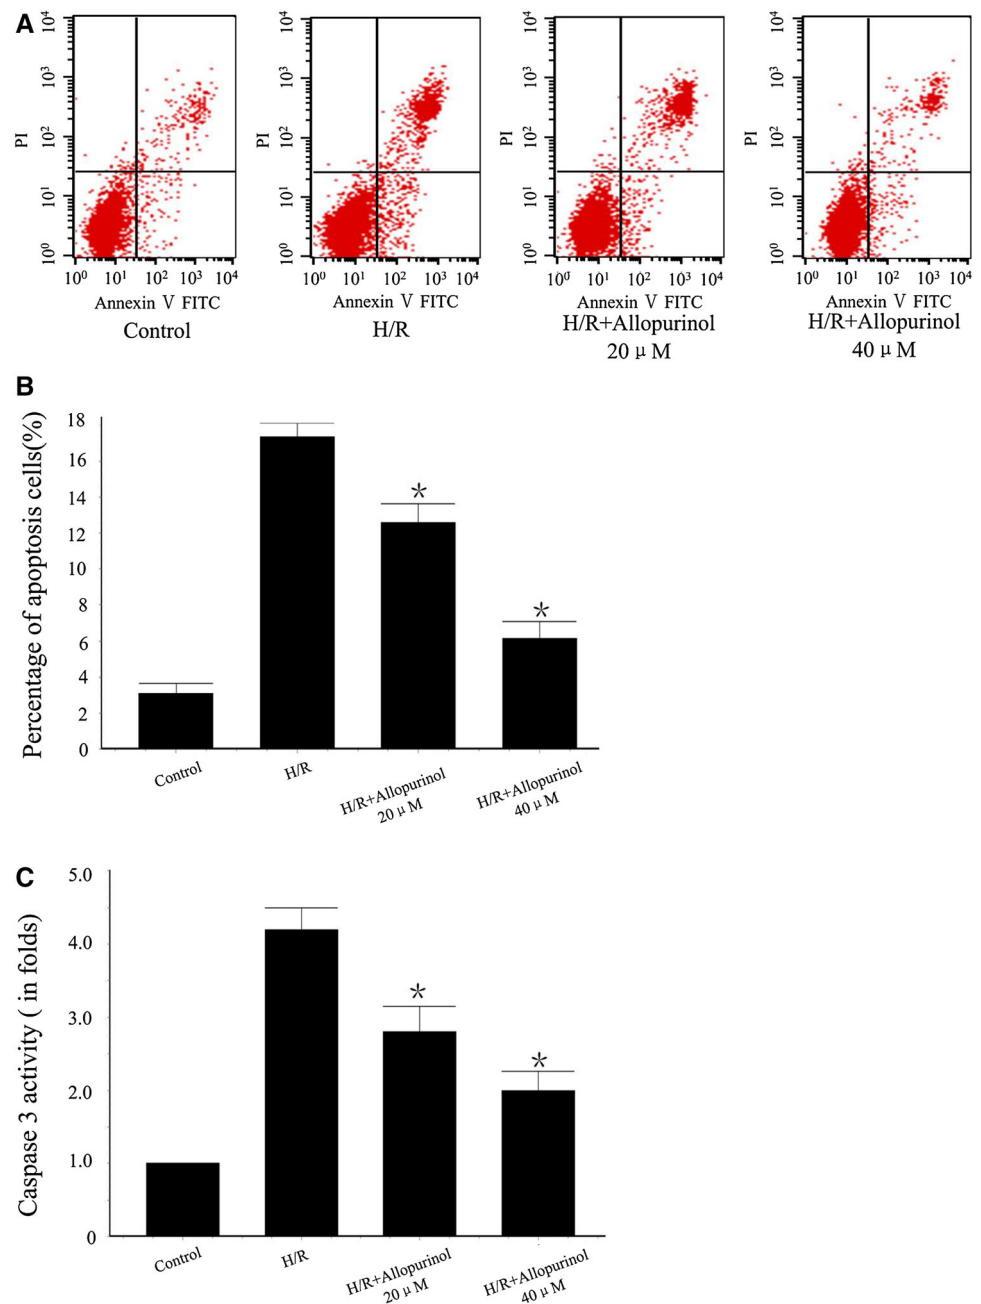 A
10⁴
10³
10²
10¹
10⁰
PI
10⁰ 10¹ 10² 10³ 10⁴
Annexin V FITC
Control
10⁴
10³
10²
10¹
10⁰
PI
10⁰ 10¹ 10² 10³ 10⁴
Annexin V FITC
H/R
10⁴
10³
10²
10¹
10⁰
PI
10⁰ 10¹ 10² 10³ 10⁴
Annexin V FITC
H/R+Allopurinol
20 μ M
10⁴
10³
10²
10¹
10⁰
PI
10⁰ 10¹ 10² 10³ 10⁴
Annexin V FITC
H/R+Allopurinol
40 μ M
B
Percentage of apoptosis cells(%)
18
16
14
12
10
8
6
4
2
0
*
*
Control
H/R
H/R+Allopurinol
20 μ M
H/R+Allopurinol
40 μ M
C
Caspase 3 activity ( in folds)
5.0
4.0
3.0
2.0
1.0
0
*
*
Control
H/R
H/R+Allopurinol
20 μ M
H/R+Allopurinol
40 μ M